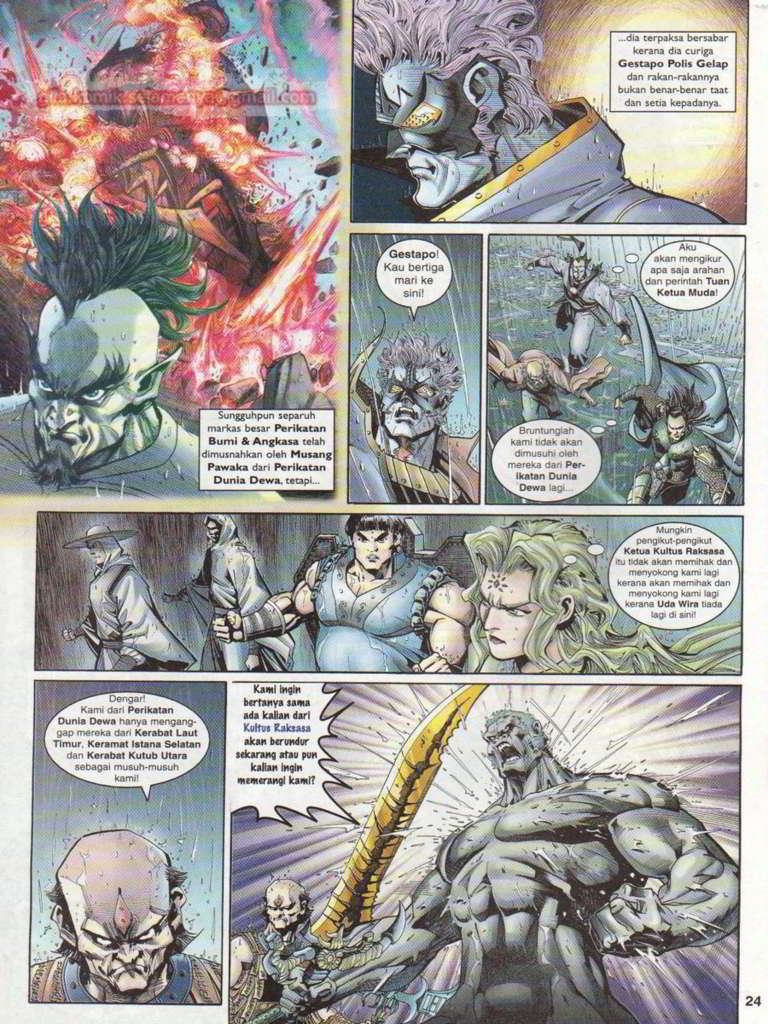 Sungguhpun separuh
markas besar Perikatan
Bumi & Angkasa telah
dimusnahkan oleh Musang
Pawaka dari Perikatan
Dunia Dewa, tetapi...
...dia terpaksa bersabar
kerana dia curiga
Gestapo Polis Gelap
dan rakan-rakannya
bukan benar-benar taat
dan setia kepadanya.
Gestapo!
Kau bertiga
mari ke
sini!
Aku
akan mengikur
apa saja arahan
dan perintah Tuan
Ketua Muda!
Bruntunglah
kami tidak akan
dimusuhi oleh
mereka dari Per-
ikatan Dunia
Dewa lagi...
Mungkin
pengikut-pengikut
Ketua Kultus Raksasa
itu tidak akan memihak dan
menyokong kami lagi
kerana akan memihak dan
menyokong kami lagi
kerana Uda Wira tiada
lagi di sini!
Dengar!
Kami dari Perikatan
Dunia Dewa hanya mengang-
gap mereka dari Kerabat Laut
Timur, Keramat Istana Selatan
dan Kerabat Kutub Utara
sebagai musuh-musuh
kami!
Kami ingin
bertanya sama
ada kalian dari
Kultus Raksasa
akan berundur
sekarang atau pun
kalian ingin
memerangi kami?
24